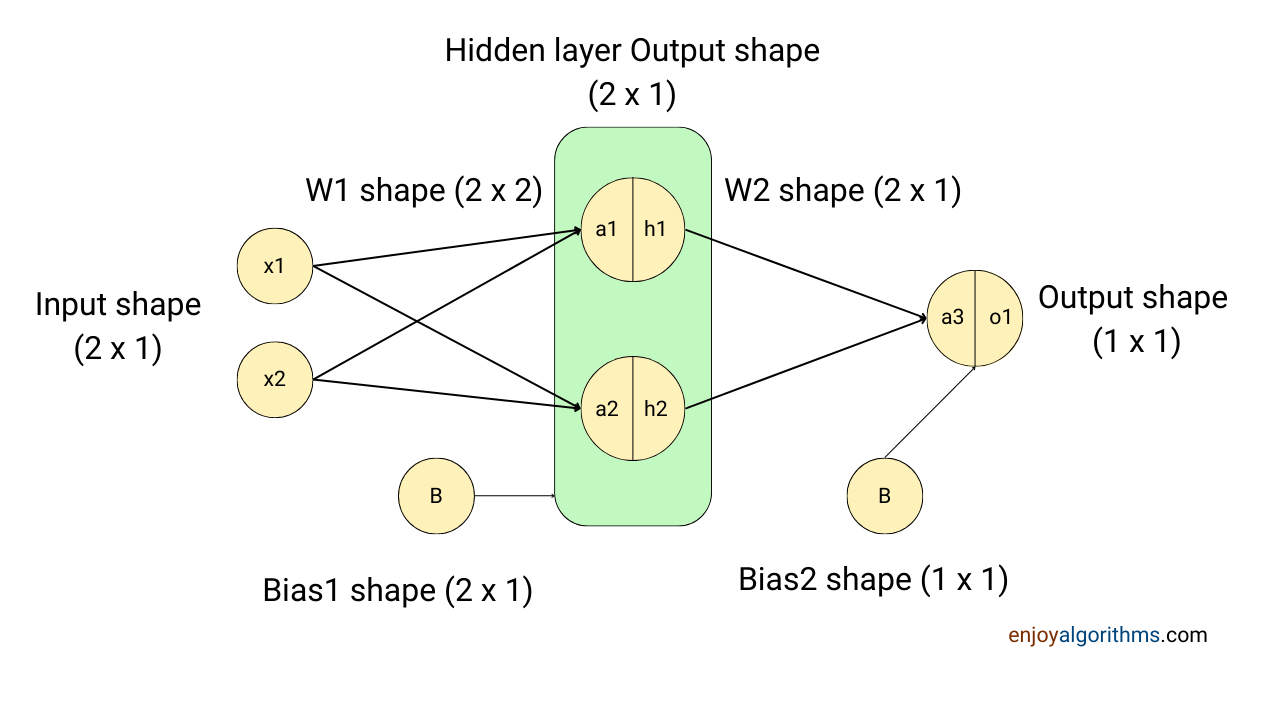 Hidden layer Output shape
(2 x 1)
W1 shape (2 x 2)
W2 shape (2 x 1)
a1
h1
x1
Input shape
(2 x 1)
a3
o1
Output shape
(1 x 1)
x2
a2
h2
B
B
Bias1 shape (2 x 1)
Bias2 shape (1 x 1)
enjoyalgorithms.com